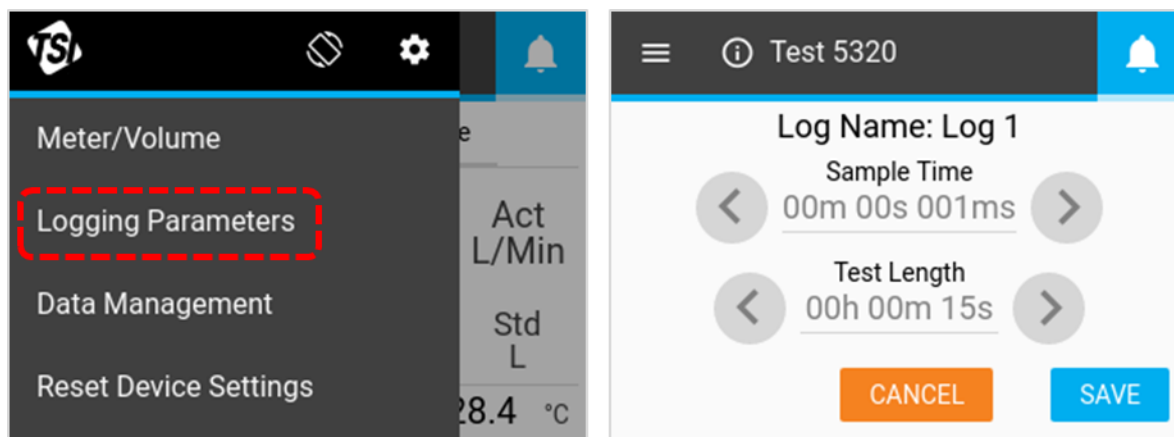 TSI
Meter/Volume
Logging Parameters
Data Management
Reset Device Settings
e
Act
L/Min
Std
L
28.4 °C
Test 5320
Log Name: Log 1
Sample Time
00m 00s 001ms
Test Length
00h 00m 15s
CANCEL SAVE